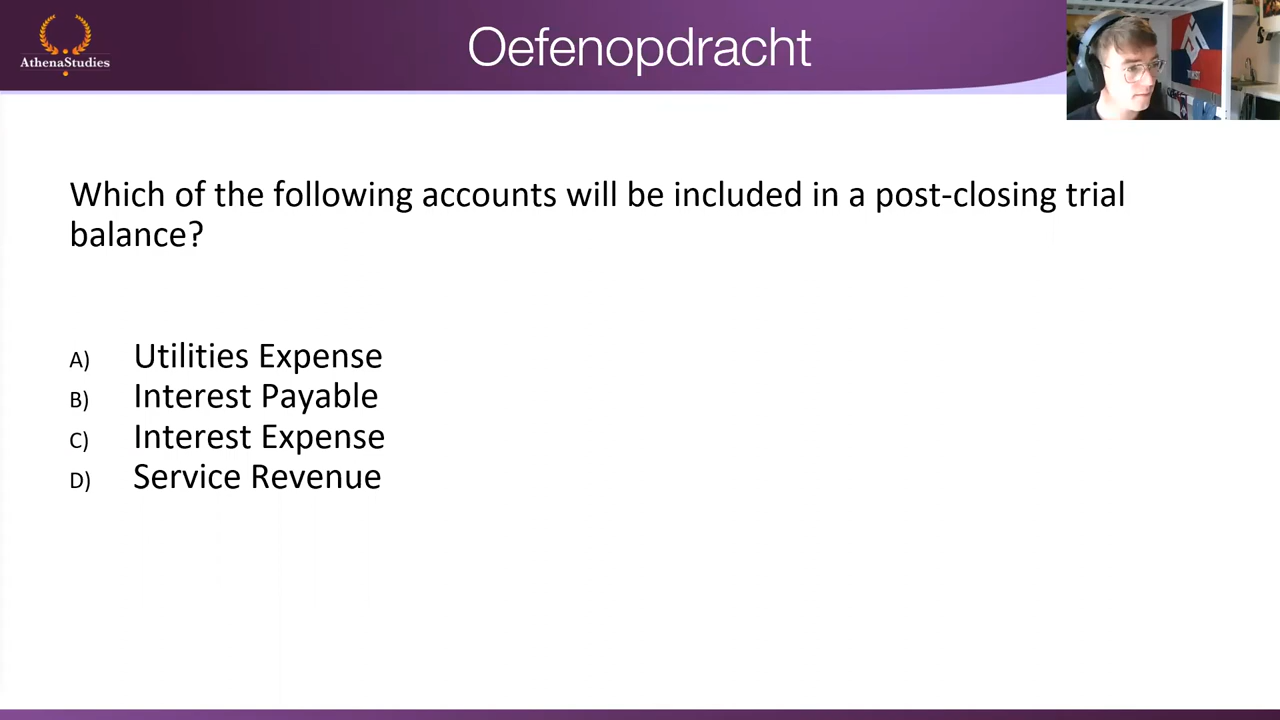 AthenaStudies
Oefenopdracht
Which of the following accounts will be included in a post-closing trial
balance?
A) Utilities Expense
B) Interest Payable
C) Interest Expense
D) Service Revenue